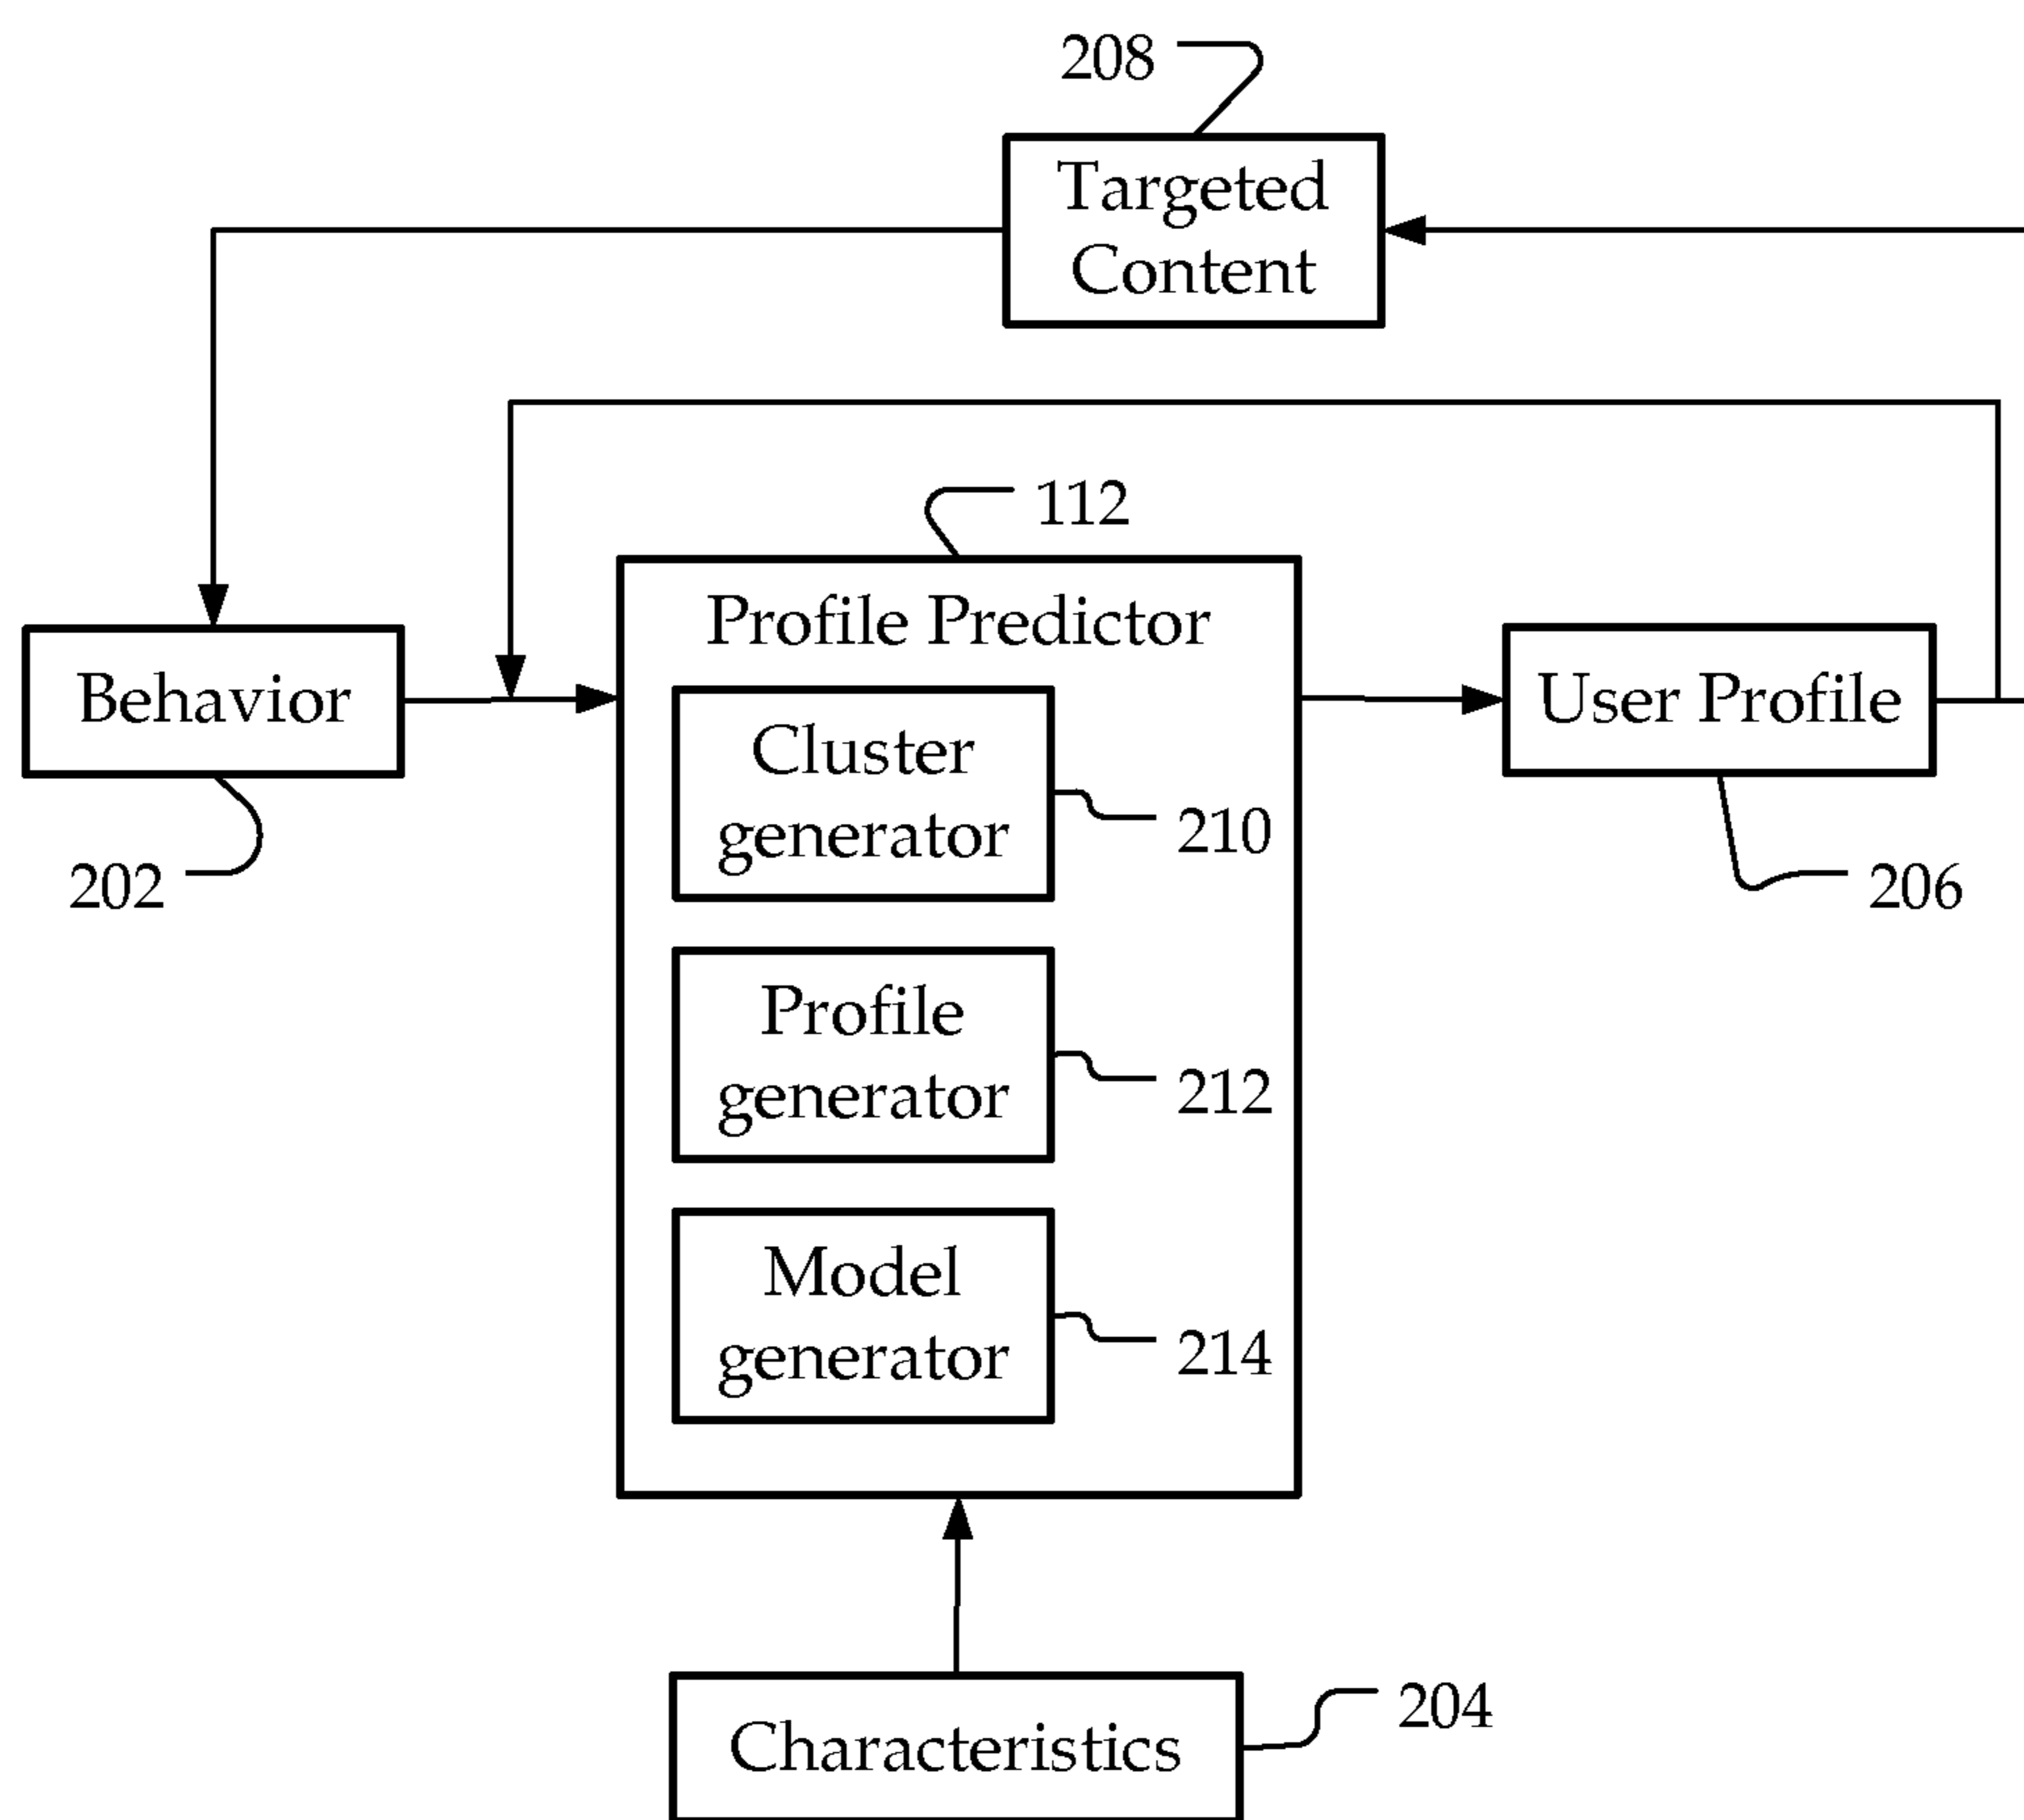 208
Targeted
Content
112
Profile Predictor
Behavior
User Profile
Cluster
generator
210
202
206
Profile
generator
212
Model
generator
214
204
Characteristics